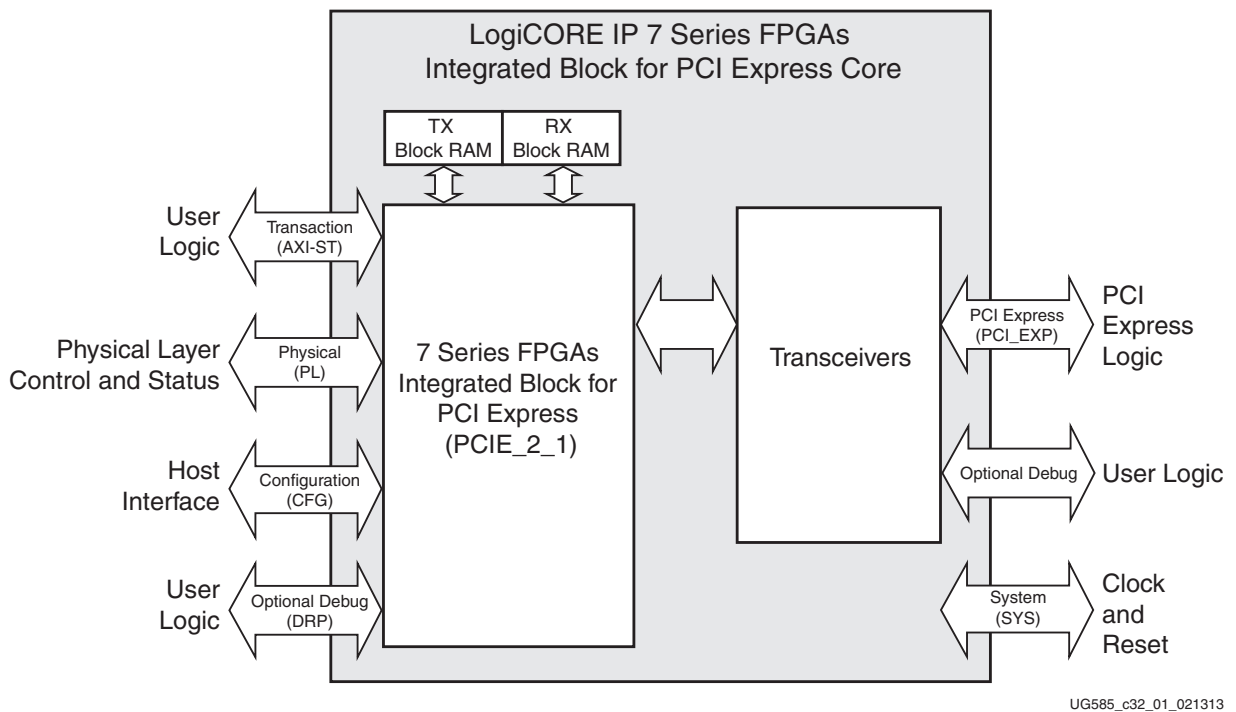 LogiCORE IP 7 Series FPGAs
Integrated Block for PCI Express Core
TX
Block RAM
RX
Block RAM
User
Logic
Transaction
(AXI-ST)
Physical Layer
Control and Status
Physical
(PL)
Host
Interface
Configuration
(CFG)
User
Logic
Optional Debug
(DRP)
7 Series FPGAs
Integrated Block for
PCI Express
(PCIE_2_1)
Transceivers
PCI Express
(PCI_EXP)
PCI
Express
Logic
Optional Debug
User Logic
System
(SYS)
Clock
and
Reset
UG585_c32_01_021313